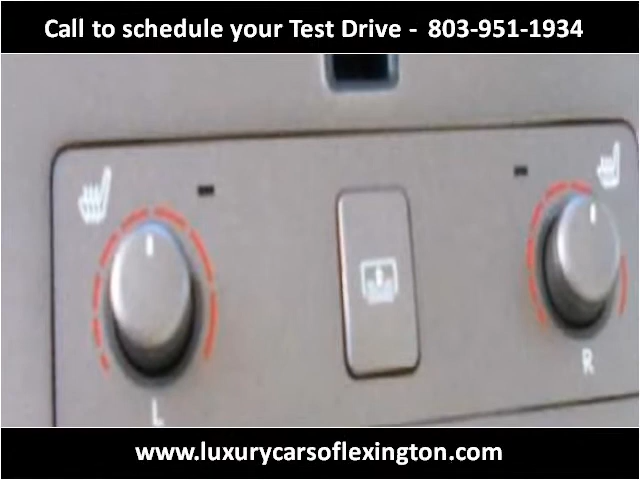 Call to schedule your Test Drive - 803-951-1934
L
R
www.luxurycarsoflexington.com